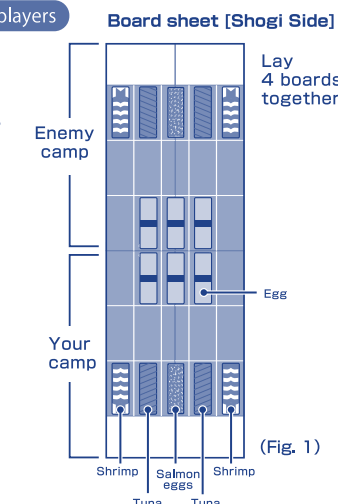 players
Board sheet [Shogi Side]
Lay
4 boards
together
Enemy
camp
Egg
Your
camp
(Fig. 1)
Shrimp
Salmon
eggs
Shrimp
Tuna
Tuna